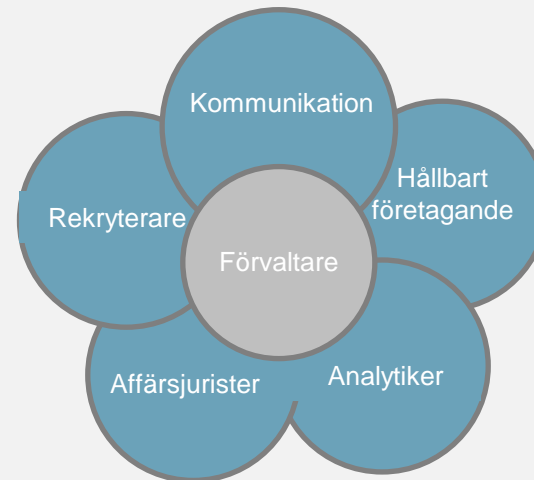 Kommunikation
Hållbart
företagande
Rekryterare
Förvaltare
Analytiker
Affärsjurister